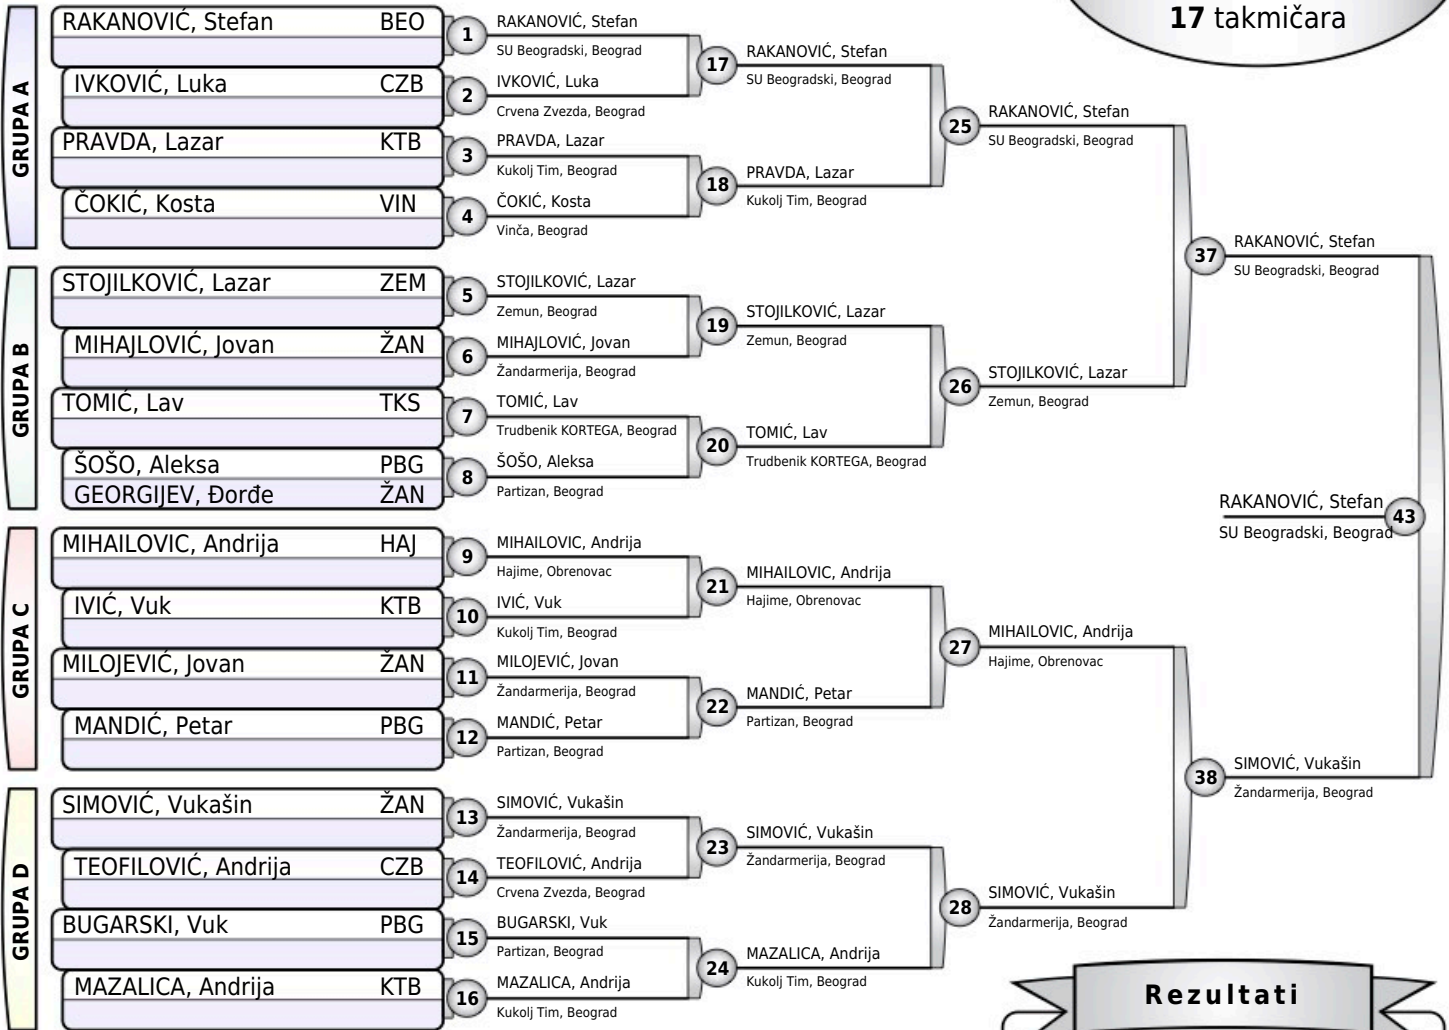 17 takmičara
GRUPA A
RAKANOVIĆ, Stefan BEO
IVKOVIĆ, Luka CZB
PRAVDA, Lazar KTB
ČOKIĆ, Kosta VIN
GRUPA B
STOJILKOVIĆ, Lazar ZEM
MIHAJLOVIĆ, Jovan ŽAN
TOMIĆ, Lav TKS
ŠOŠO, Aleksa PBG
GEORGIJEV, Đorđe ŽAN
GRUPA C
MIHAILOVIC, Andrija HAJ
IVIĆ, Vuk KTB
MILOJEVIĆ, Jovan ŽAN
MANDIĆ, Petar PBG
GRUPA D
SIMOVIĆ, Vukašin ŽAN
TEOFILOVIĆ, Andrija CZB
BUGARSKI, Vuk PBG
MAZALICA, Andrija KTB
1 RAKANOVIĆ, Stefan
SU Beogradski, Beograd
2 IVKOVIĆ, Luka
Crvena Zvezda, Beograd
3 PRAVDA, Lazar
Kukolj Tim, Beograd
4 ČOKIĆ, Kosta
Vinča, Beograd
5 STOJILKOVIĆ, Lazar
Zemun, Beograd
6 MIHAJLOVIĆ, Jovan
Žandarmerija, Beograd
7 TOMIĆ, Lav
Trudbenik KORTEGA, Beograd
8 ŠOŠO, Aleksa
Partizan, Beograd
9 MIHAILOVIC, Andrija
Hajime, Obrenovac
10 IVIĆ, Vuk
Kukolj Tim, Beograd
11 MILOJEVIĆ, Jovan
Žandarmerija, Beograd
12 MANDIĆ, Petar
Partizan, Beograd
13 SIMOVIĆ, Vukašin
Žandarmerija, Beograd
14 TEOFILOVIĆ, Andrija
Crvena Zvezda, Beograd
15 BUGARSKI, Vuk
Partizan, Beograd
16 MAZALICA, Andrija
Kukolj Tim, Beograd
17 RAKANOVIĆ, Stefan
SU Beogradski, Beograd
18 PRAVDA, Lazar
Kukolj Tim, Beograd
19 STOJILKOVIĆ, Lazar
Zemun, Beograd
20 TOMIĆ, Lav
Trudbenik KORTEGA, Beograd
21 MIHAILOVIC, Andrija
Hajime, Obrenovac
22 MANDIĆ, Petar
Partizan, Beograd
23 SIMOVIĆ, Vukašin
Žandarmerija, Beograd
24 MAZALICA, Andrija
Kukolj Tim, Beograd
25 RAKANOVIĆ, Stefan
SU Beogradski, Beograd
26 STOJILKOVIĆ, Lazar
Zemun, Beograd
27 MIHAILOVIC, Andrija
Hajime, Obrenovac
28 SIMOVIĆ, Vukašin
Žandarmerija, Beograd
37 RAKANOVIĆ, Stefan
SU Beogradski, Beograd
38 SIMOVIĆ, Vukašin
Žandarmerija, Beograd
RAKANOVIĆ, Stefan 43
SU Beogradski, Beograd
Rezultati